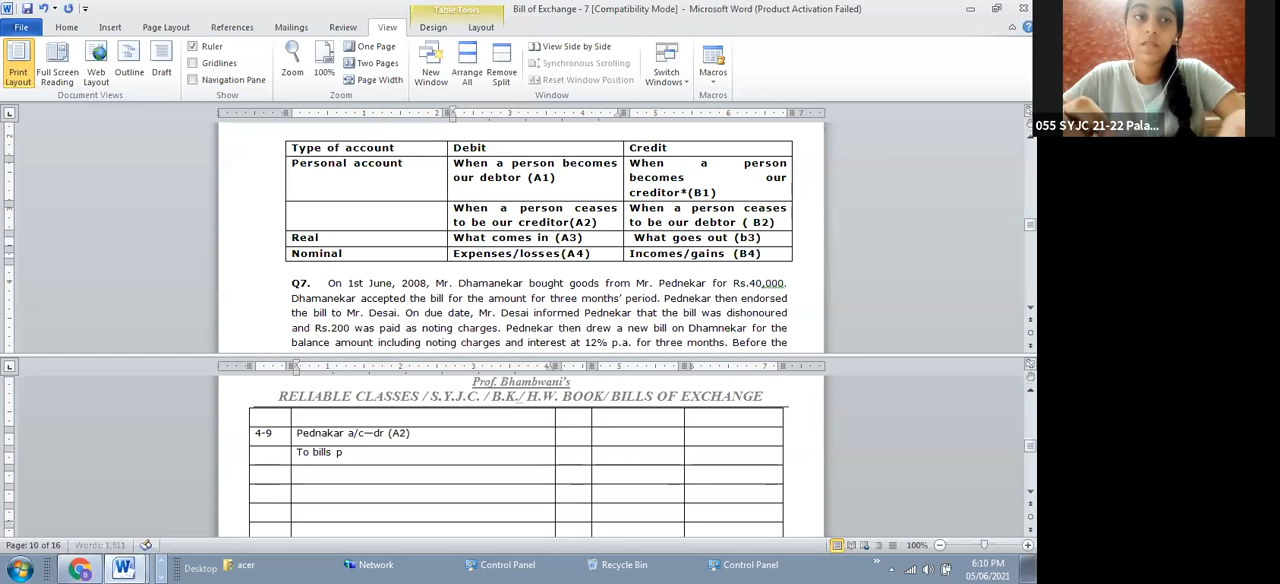 Table Tools
Bill of Exchange - 7 [Compatibility Mode] - Microsoft Word (Product Activation Failed)
File Home Insert Page Layout References Mailings Review View Design Layout
Print Layout
Full Screen Reading
Web Layout
Outline
Draft
Document Views
Ruler
Gridlines
Navigation Pane
Show
Zoom
100%
One Page
Two Pages
Page Width
Zoom
New Window
Arrange All
Remove Split
View Side by Side
Synchronous Scrolling
Reset Window Position
Window
Switch Windows
Macros
Macros
055 SYJC 21-22 Pala...
Type of account Debit Credit
Personal account When a person becomes our debtor (A1) When a person becomes our creditor*(B1)
When a person ceases to be our creditor(A2) When a person ceases to be our debtor ( B2)
Real What comes in (A3) What goes out (b3)
Nominal Expenses/losses(A4) Incomes/gains (B4)
Q7. On 1st June, 2008, Mr. Dhamanekar bought goods from Mr. Pednekar for Rs.40,000.
Dhamanekar accepted the bill for the amount for three months' period. Pednekar then endorsed
the bill to Mr. Desai. On due date, Mr. Desai informed Pednekar that the bill was dishonoured
and Rs.200 was paid as noting charges. Pednekar then drew a new bill on Dhamnekar for the
balance amount including noting charges and interest at 12% p.a. for three months. Before the
Prof. Bhambwani's
RELIABLE CLASSES / S.Y.J.C. / B.K./ H.W. BOOK/ BILLS OF EXCHANGE
4-9 Pednakar a/c—dr (A2)
To bills p
Page: 10 of 16 Words: 1,511 100%
Desktop acer Network Control Panel Recycle Bin Control Panel
6:10 PM
05/06/2021